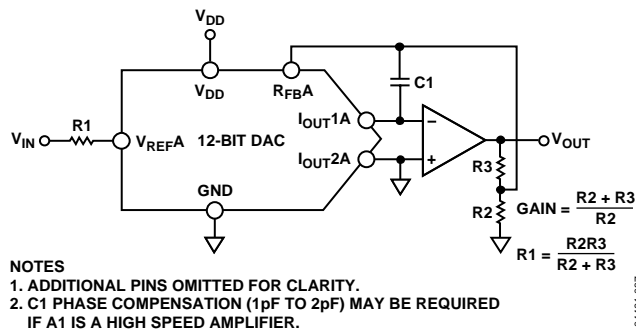 VDD
VDD
RFBA
C1
R1
VIN
VREFA
12-BIT DAC
IOUT1A
IOUT2A
GND
−
+
VOUT
R3
R2
GAIN = R2 + R3
R2
R1 = R2R3
R2 + R3
NOTES
1. ADDITIONAL PINS OMITTED FOR CLARITY.
2. C1 PHASE COMPENSATION (1pF TO 2pF) MAY BE REQUIRED
IF A1 IS A HIGH SPEED AMPLIFIER.